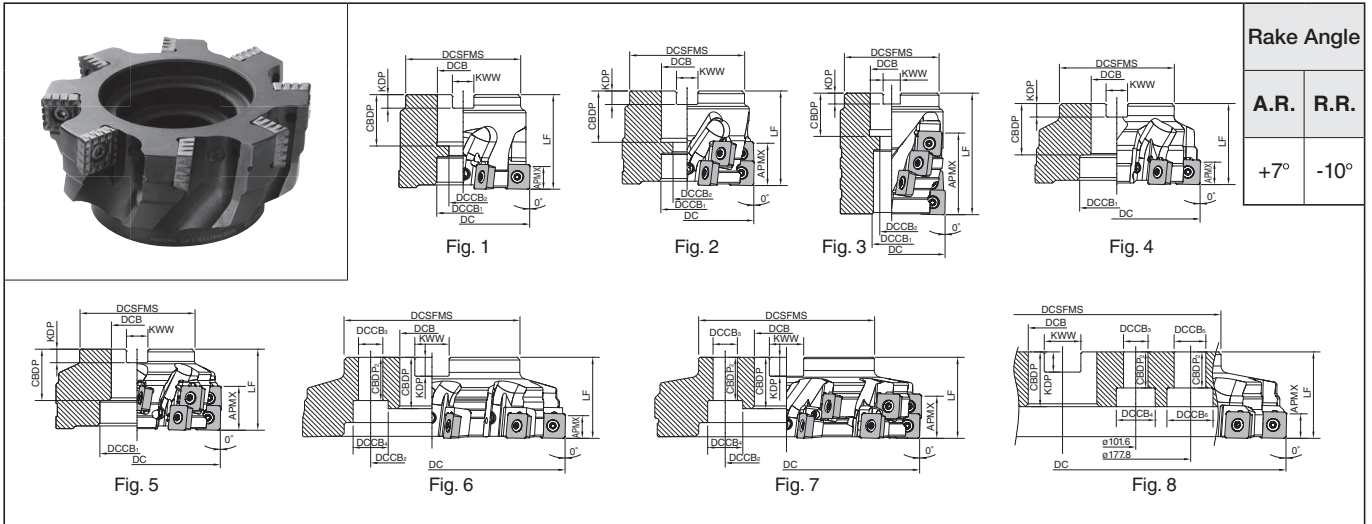 Rake Angle
A.R. R.R.
+7° -10°
DCSFMS
DCB
KWW
KDP
CBDP
LF
APMX
DCCB2
DCCB1
DC
0°
Fig. 1
DCSFMS
DCB
KWW
KDP
CBDP
LF
APMX
DCCB2
DCCB1
DC
0°
Fig. 2
DCSFMS
DCB
KWW
KDP
CBDP
LF
APMX
DCCB2
DCCB1
DC
0°
Fig. 3
DCSFMS
DCB
KWW
KDP
CBDP
LF
APMX
DCCB1
DC
0°
Fig. 4
DCSFMS
DCB
KWW
KDP
CBDP
LF
APMX
DCCB1
DC
0°
Fig. 5
DCSFMS
DCB
DCCB3
KWW
CBDP
KDP
LF
APMX
DCCB4
DCCB2
DC
0°
Fig. 6
DCSFMS
DCB
DCCB3
KWW
CBDP
KDP
LF
APMX
DCCB4
DCCB2
DC
0°
Fig. 7
DCSFMS
DCB
KWW
DCCB3
DCCB5
CBDP
KDP
CBDP2
CBDP2
LF
APMX
DCCB4
DCCB6
ø101.6
ø177.8
DC
0°
Fig. 8